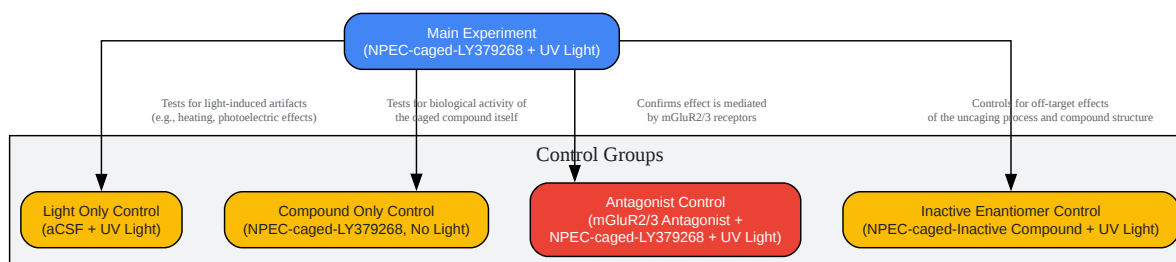 Main Experiment
(NPEC-caged-LY379268 + UV Light)
Tests for light-induced artifacts
(e.g., heating, photoelectric effects)
Tests for biological activity of
the caged compound itself
Confirms effect is mediated
by mGluR2/3 receptors
Controls for off-target effects
of the uncaging process and compound structure
Control Groups
Light Only Control
(aCSF + UV Light)
Compound Only Control
(NPEC-caged-LY379268, No Light)
Antagonist Control
(mGluR2/3 Antagonist +
NPEC-caged-LY379268 + UV Light)
Inactive Enantiomer Control
(NPEC-caged-Inactive Compound + UV Light)